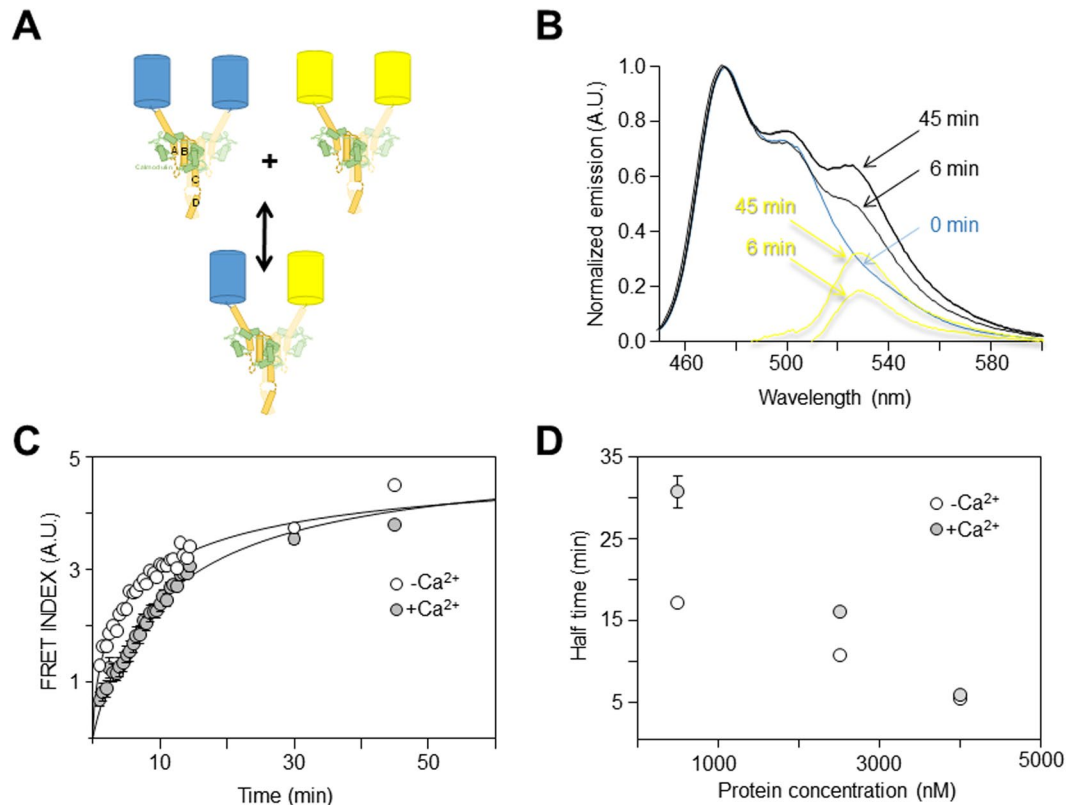 A
A B
Calmodulin
C
D
+
B
Normalized emission (A.U.)
1.0
0.8
0.6
0.4
0.2
0.0
45 min
6 min
0 min
45 min
6 min
460 500 540 580
Wavelength (nm)
C
FRET INDEX (A.U.)
5
3
1
-Ca²⁺
+Ca²⁺
10 30 50
Time (min)
D
Half time (min)
35
25
15
5
-Ca²⁺
+Ca²⁺
1000 3000 5000
Protein concentration (nM)